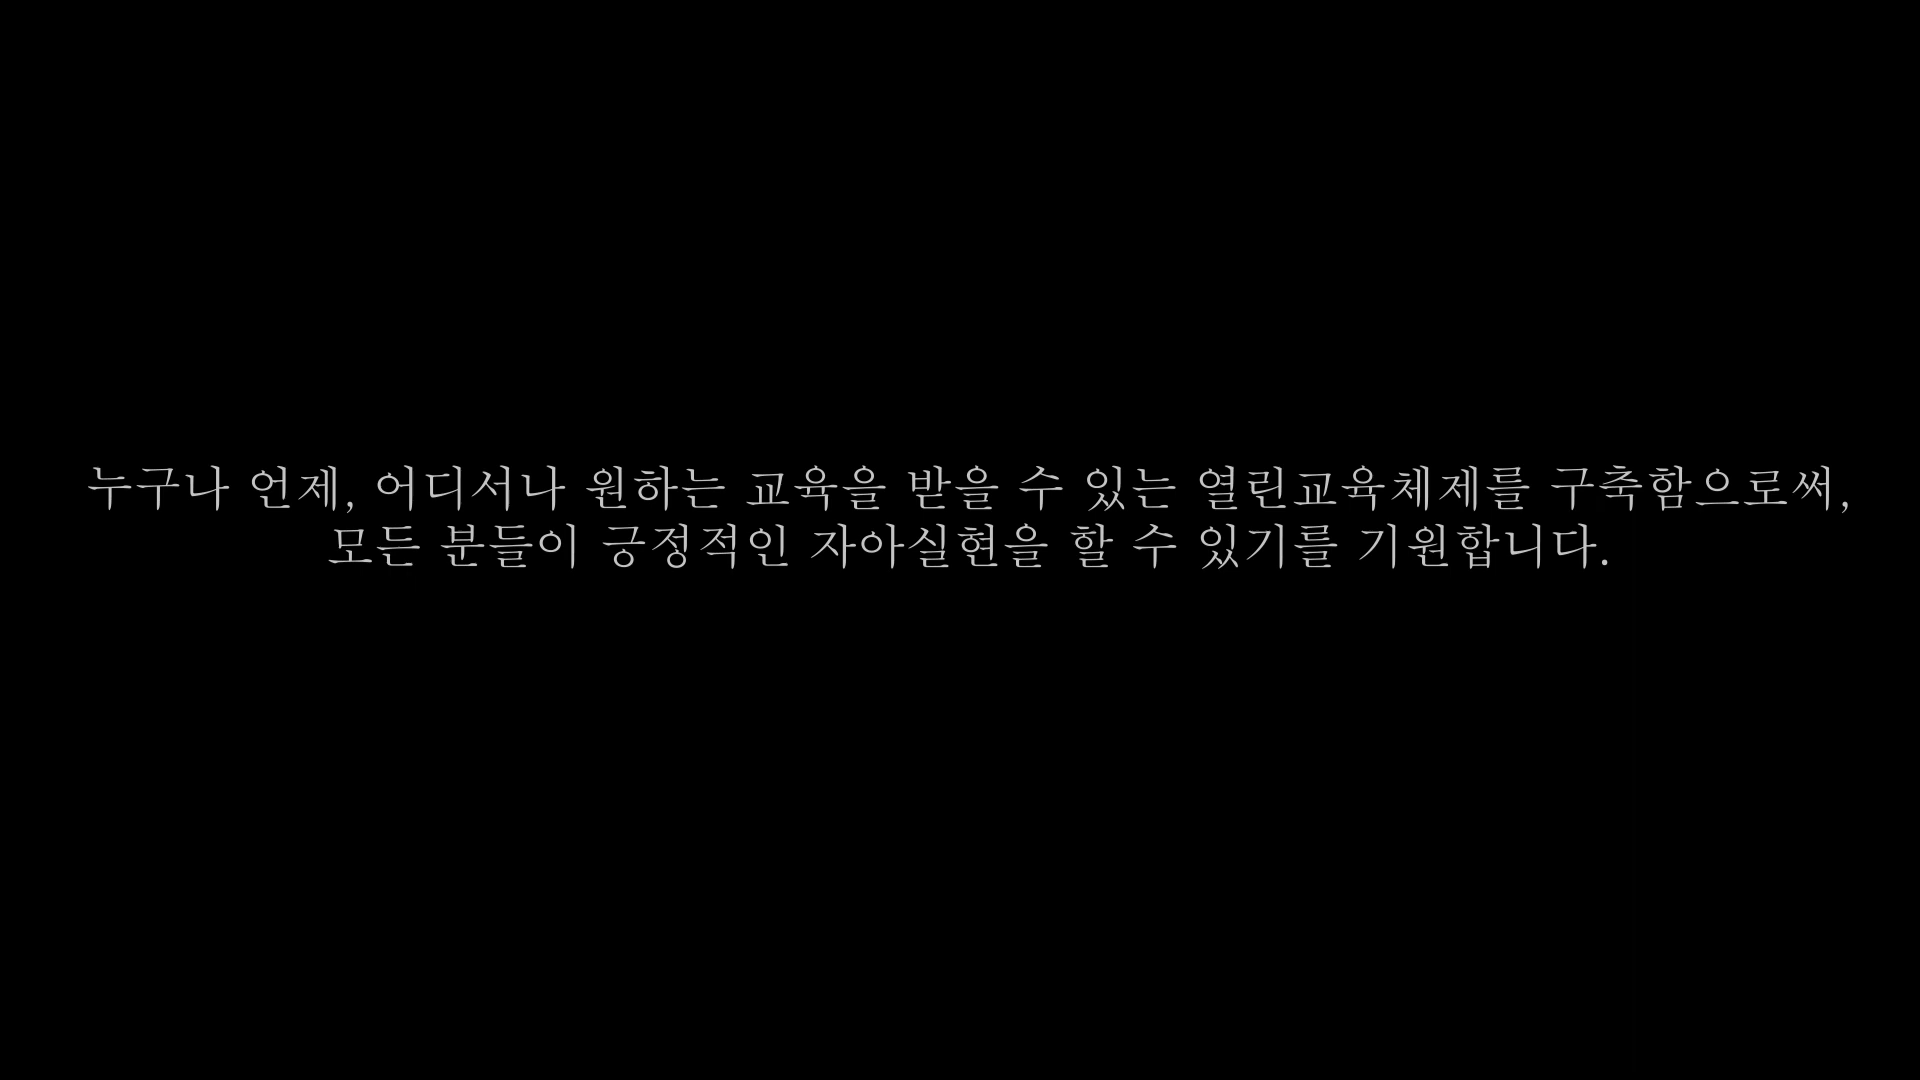 누구나 언제, 어디서나 원하는 교육을 받을 수 있는 열린교육체제를 구축함으로써,
모든 분들이 긍정적인 자아실현을 할 수 있기를 기원합니다.